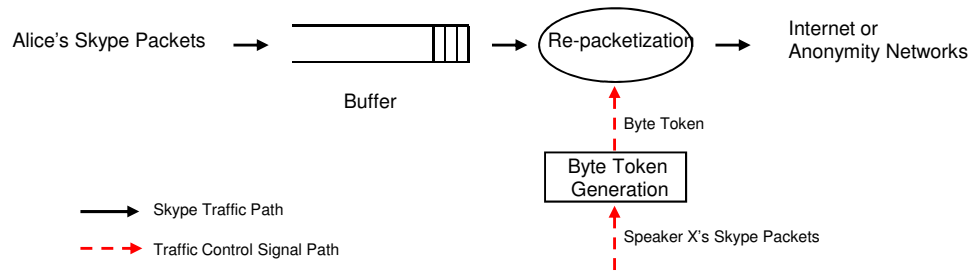 Alice's Skype Packets
Buffer
Re-packetization
Internet or
Anonymity Networks
Byte Token
Byte Token
Generation
Speaker X's Skype Packets
Skype Traffic Path
Traffic Control Signal Path